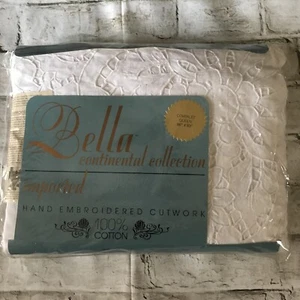 Bella
continental collection
imported
HAND EMBROIDERED CUTWORK
100%
COTTON